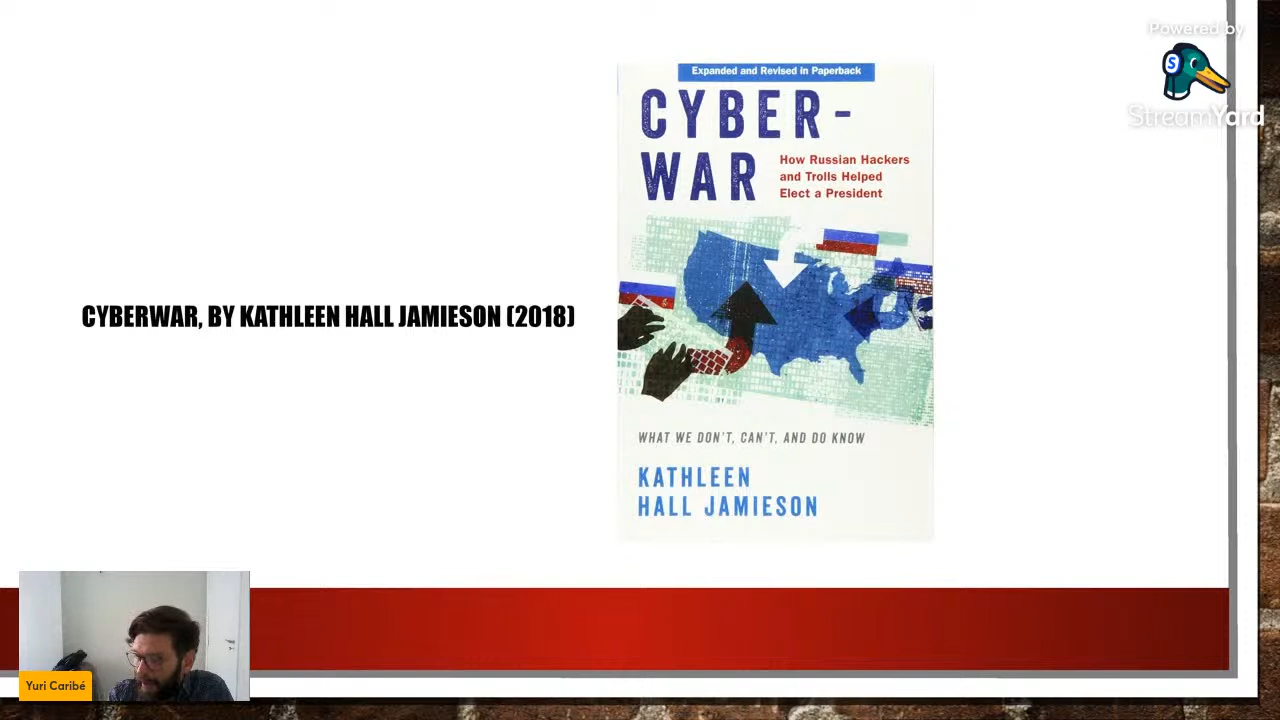 Powered by
StreamYard
Expanded and Revised in Paperback
CYBER-
WAR
How Russian Hackers
and Trolls Helped
Elect a President
CYBERWAR, BY KATHLEEN HALL JAMIESON (2018)
WHAT WE DON'T, CAN'T, AND DO KNOW
KATHLEEN
HALL JAMIESON
Yuri Caribé